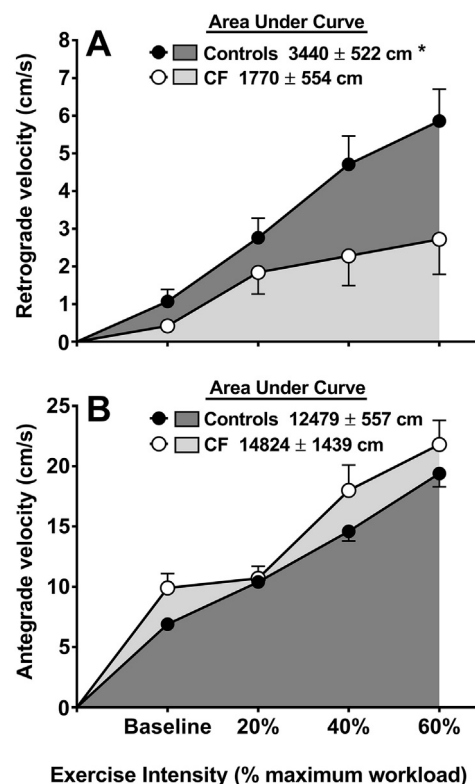 A
Area Under Curve
Controls 3440 ± 522 cm *
CF 1770 ± 554 cm
Retrograde velocity (cm/s)
8
7
6
5
4
3
2
1
0
B
Area Under Curve
Controls 12479 ± 557 cm
CF 14824 ± 1439 cm
Antegrade velocity (cm/s)
25
20
15
10
5
0
Baseline 20% 40% 60%
Exercise Intensity (% maximum workload)